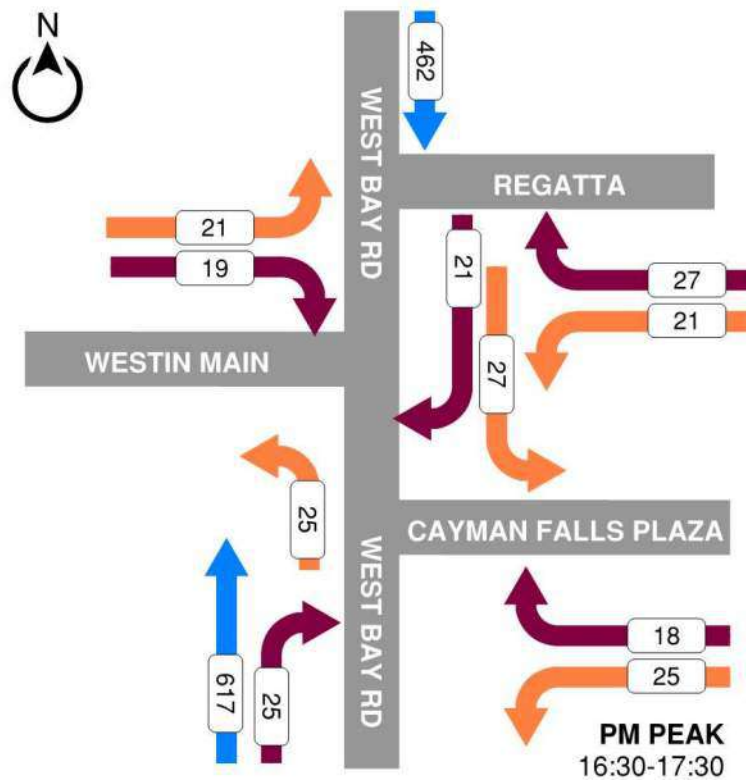 N
462
WEST BAY RD
REGATTA
21
19
21
27
27
21
WESTIN MAIN
25
CAYMAN FALLS PLAZA
WEST BAY RD
617
25
18
25
PM PEAK
16:30-17:30